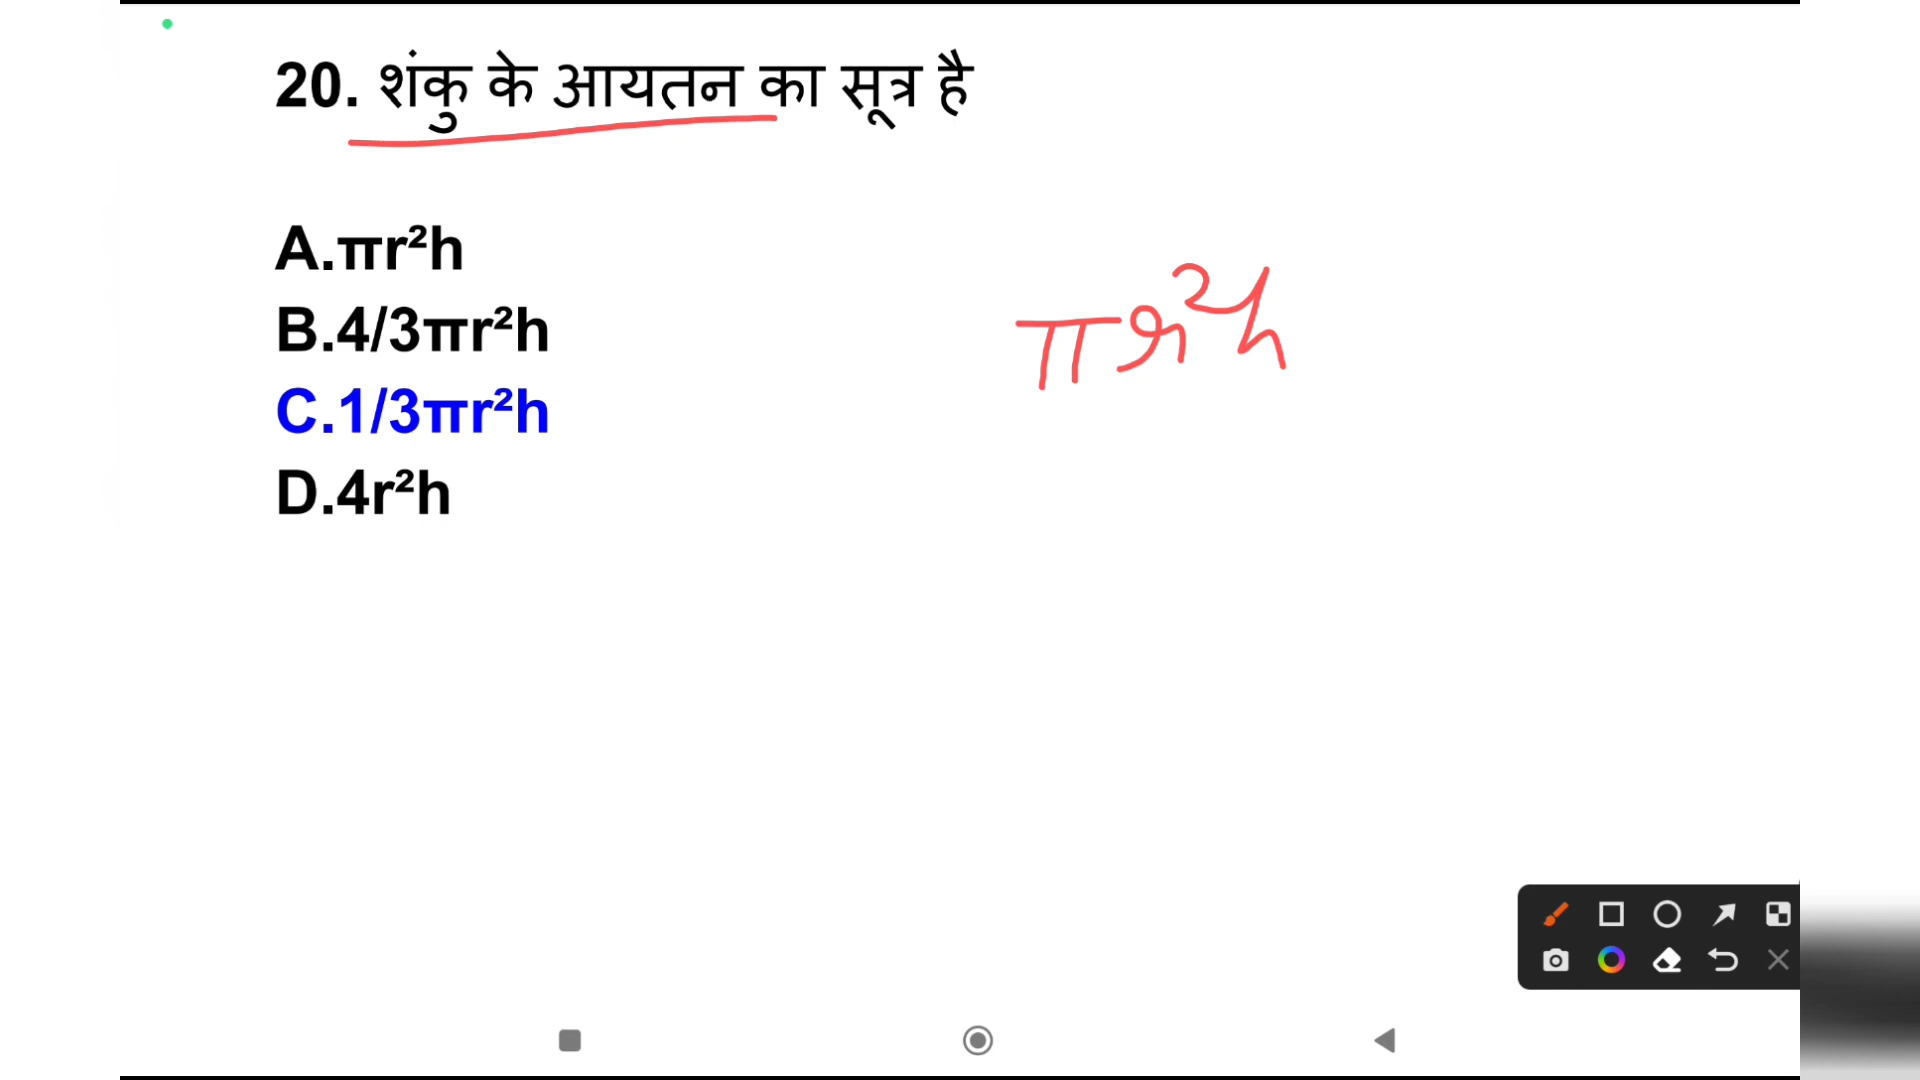 20. शंकु के आयतन का सूत्र है
A.πr²h
B.4/3πr²h
πr²h
C.1/3πr²h
D.4r²h